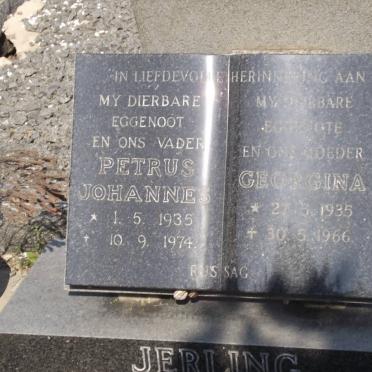 IN LIEFDEVOLLE HERINNERING AAN
MY DIERBARE
EGGENOOT
EN ONS VADER
PETRUS
JOHANNES
* 1.5.1935
† 10.9.1974
MY DIERBARE
EGGENOTE
EN ONS MOEDER
GEORGINA
* 27.5.1935
† 30.5.1966
RUS SAG
JERLING